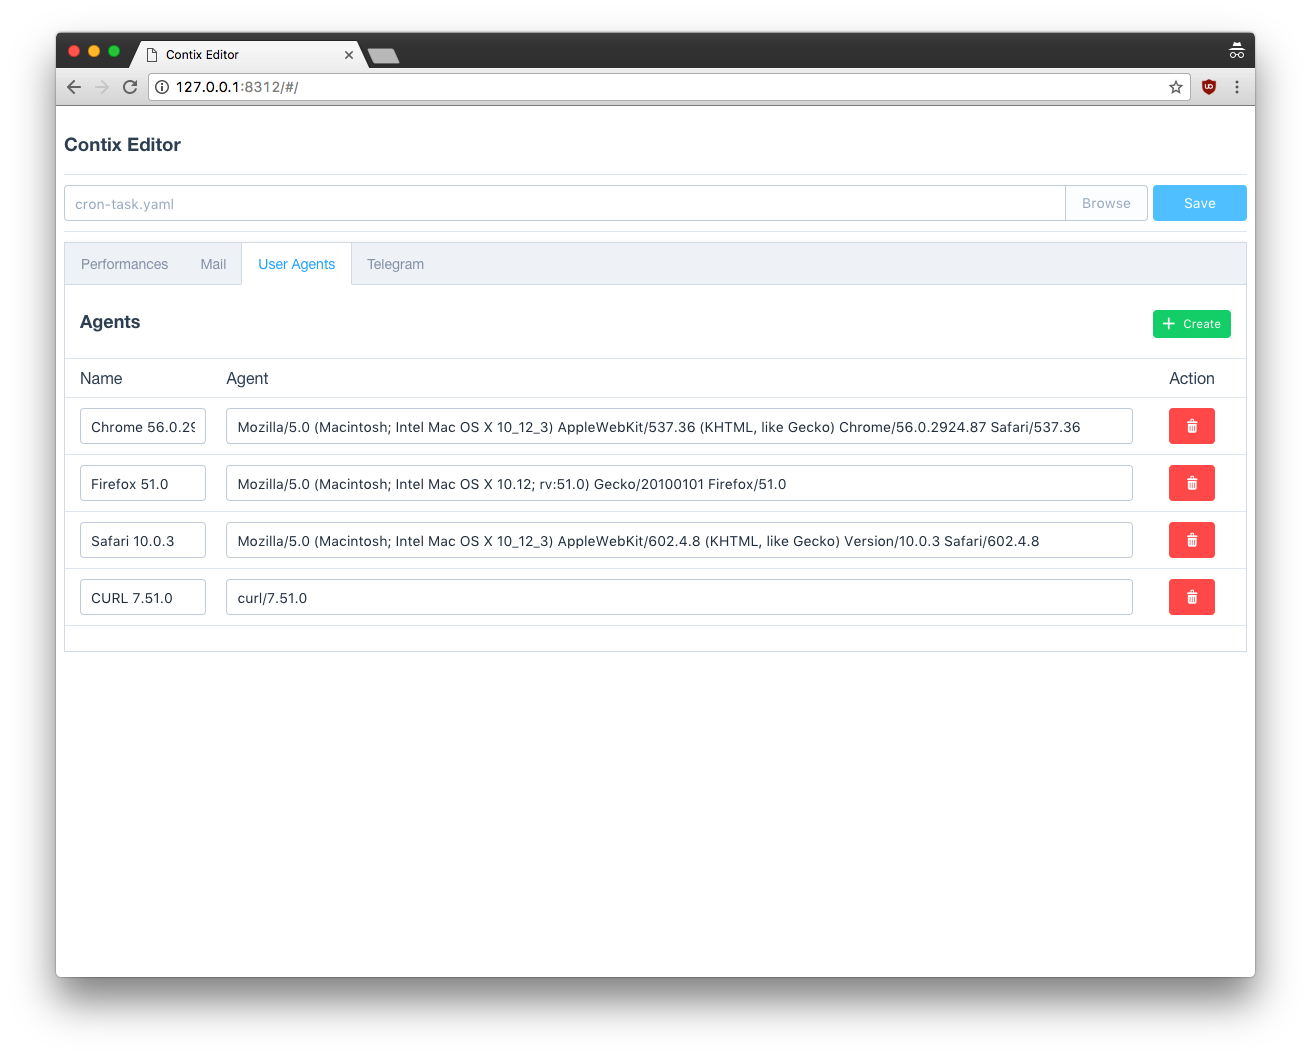 Contix Editor
127.0.0.1:8312/#/
Contix Editor
cron-task.yaml Browse Save
Performances Mail User Agents Telegram
Agents Create
Name Agent Action
Chrome 56.0.29 Mozilla/5.0 (Macintosh; Intel Mac OS X 10_12_3) AppleWebKit/537.36 (KHTML, like Gecko) Chrome/56.0.2924.87 Safari/537.36
Firefox 51.0 Mozilla/5.0 (Macintosh; Intel Mac OS X 10.12; rv:51.0) Gecko/20100101 Firefox/51.0
Safari 10.0.3 Mozilla/5.0 (Macintosh; Intel Mac OS X 10_12_3) AppleWebKit/602.4.8 (KHTML, like Gecko) Version/10.0.3 Safari/602.4.8
CURL 7.51.0 curl/7.51.0